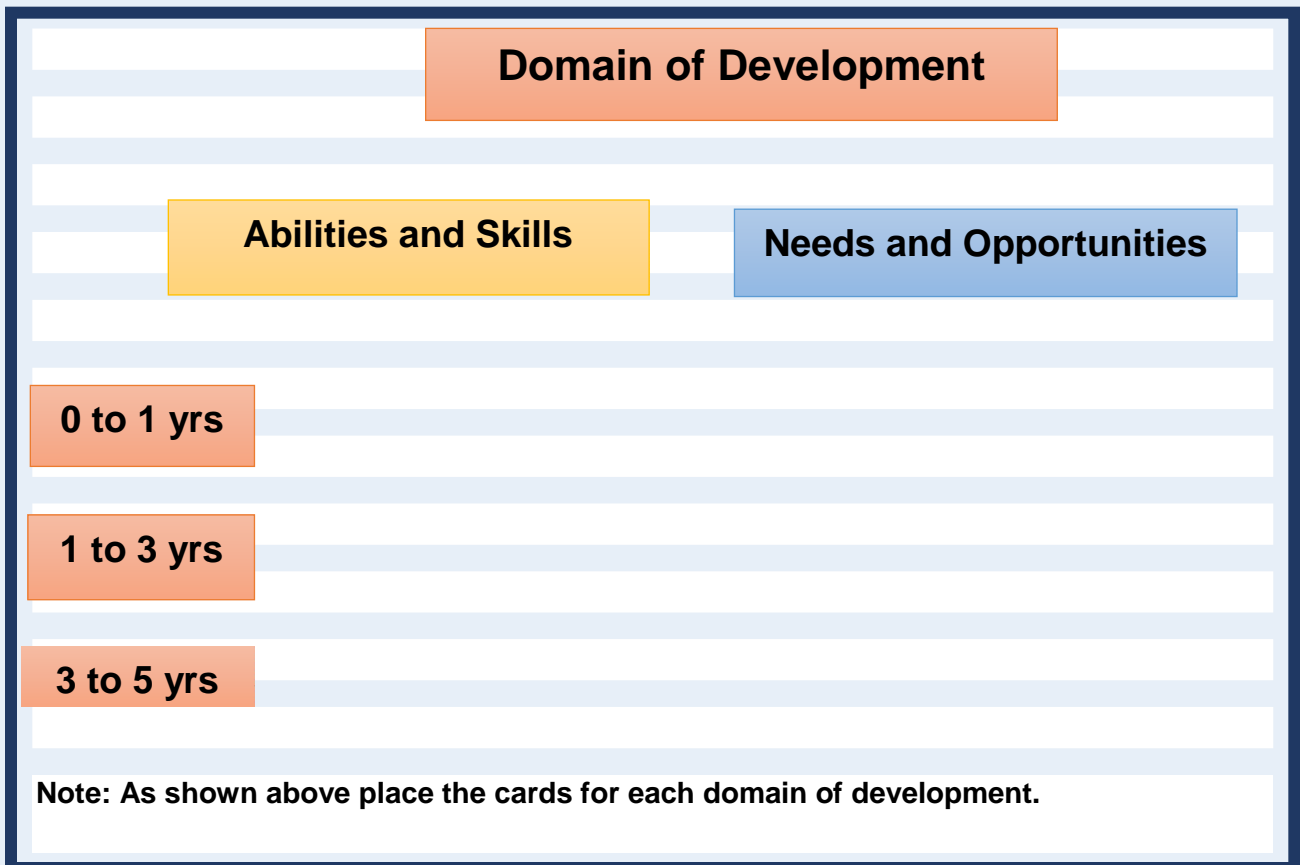 Domain of Development
Abilities and Skills
Needs and Opportunities
0 to 1 yrs
1 to 3 yrs
3 to 5 yrs
Note: As shown above place the cards for each domain of development.